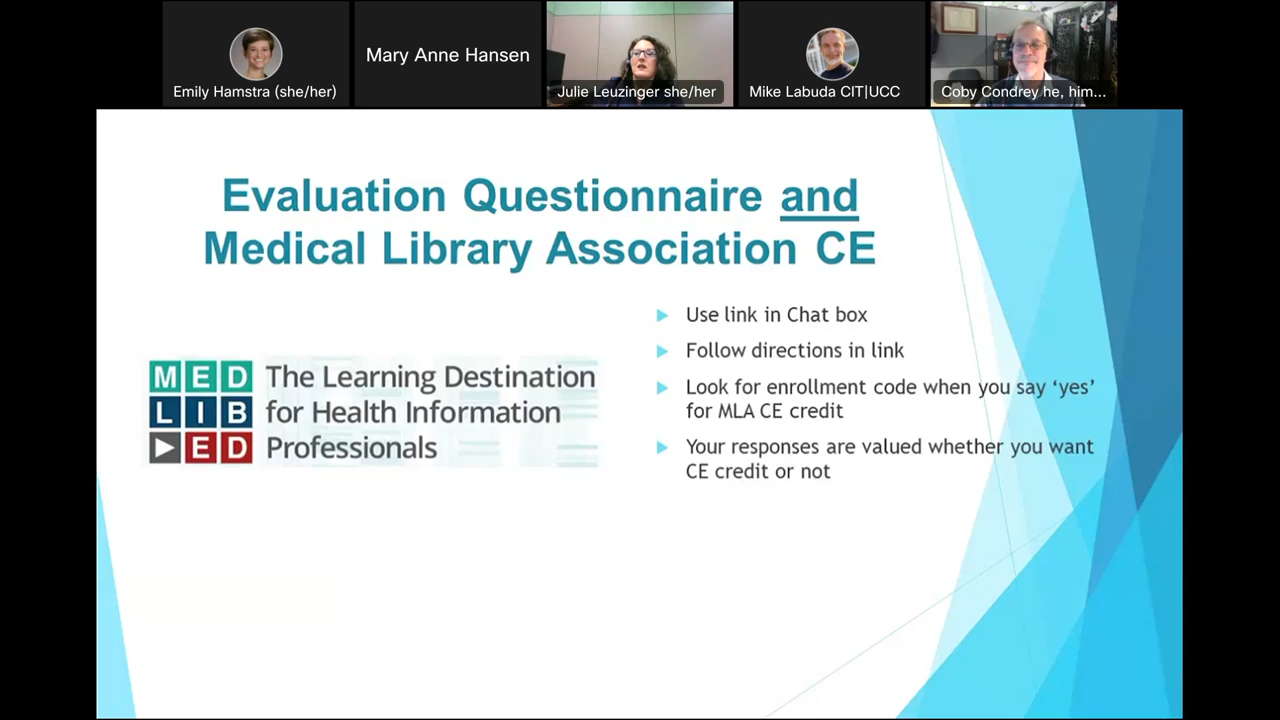 Emily Hamstra (she/her)
Mary Anne Hansen
Julie Leuzinger she/her
Mike Labuda CIT|UCC
Coby Condrey he, him...
Evaluation Questionnaire and
Medical Library Association CE
MED
LIB
ED
The Learning Destination
for Health Information
Professionals
Use link in Chat box
Follow directions in link
Look for enrollment code when you say ‘yes’
for MLA CE credit
Your responses are valued whether you want
CE credit or not